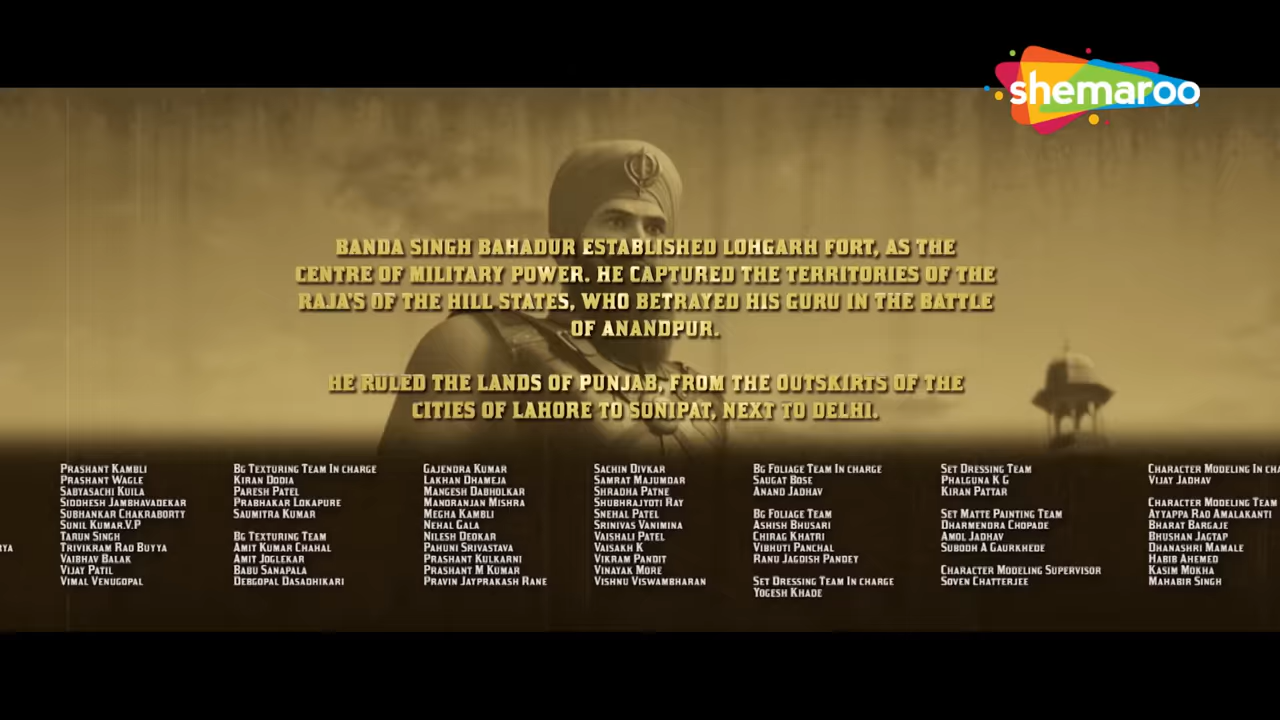 shemaroo
BANDA SINGH BAHADUR ESTABLISHED LOHGARH FORT, AS THE
CENTRE OF MILITARY POWER. HE CAPTURED THE TERRITORIES OF THE
RAJA'S OF THE HILL STATES, WHO BETRAYED HIS GURU IN THE BATTLE
OF ANANDPUR.
HE RULED THE LANDS OF PUNJAB, FROM THE OUTSKIRTS OF THE
CITIES OF LAHORE TO SONIPAT, NEXT TO DELHI.
PRASHANT KAMBLI
PRASHANT WAGLE
SABYASACHI KUILA
SIDDHESH JAMBHAVADEKAR
SUBHANKAR CHAKRABORTT
SUNIL KUMAR.V.P
TARUN SINGH
TRIVIKRAM RAO BUYYA
VAIBHAV BALAK
VIJAY PATIL
VIMAL VENUGOPAL
BG TEXTURING TEAM IN CHARGE
KIRAN DODIA
PARESH PATEL
PRABHAKAR LOKAPURE
SAUMITRA KUMAR
BG TEXTURING TEAM
AMIT KUMAR CHAHAL
AMIT JOGLEKAR
BABU SANAPALA
DEBGOPAL DASADHIKARI
GAJENDRA KUMAR
LAKHAN DHAMEJA
MANGESH DABHOLKAR
MANORANJAN MISHRA
MEGHA KAMBLI
NEHAL GALA
NILESH DEOKAR
PAHUNI SRIVASTAVA
PRASHANT KULKARNI
PRASHANT M KUMAR
PRAVIN JAYPRAKASH RANE
SACHIN DIVKAR
SAMRAT MAJUMDAR
SHRADHA PATNE
SHUBHRAJYOTI RAY
SNEHAL PATEL
SRINIVAS VANIMINA
VAISHALI PATEL
VAISAKH K
VIKRAM PANDIT
VINAYAK MORE
VISHNU VISWAMBHARAN
BG FOLIAGE TEAM IN CHARGE
SAUGAT BOSE
ANAND JADHAV
BG FOLIAGE TEAM
ASHISH BHUSARI
CHIRAG KHATRI
VIBHUTI PANCHAL
RANU JAGDISH PANDEY
SET DRESSING TEAM IN CHARGE
YOGESH KHADE
SET DRESSING TEAM
PHALGUNA K G
KIRAN PATTAR
SET MATTE PAINTING TEAM
DHARMENDRA CHOPADE
AMOL JADHAV
SUBODH A GAURKHEDE
CHARACTER MODELING SUPERVISOR
SOVEN CHATTERJEE
CHARACTER MODELING IN CHA
VIJAY JADHAV
CHARACTER MODELING TEAM
AIYAPPA RAO AMALAKANTI
BHARAT BARGAJE
BHUSHAN JAGTAP
DHANASHRI MAMALE
HABIB AHEMED
KASIM MOKHA
MAHABIR SINGH